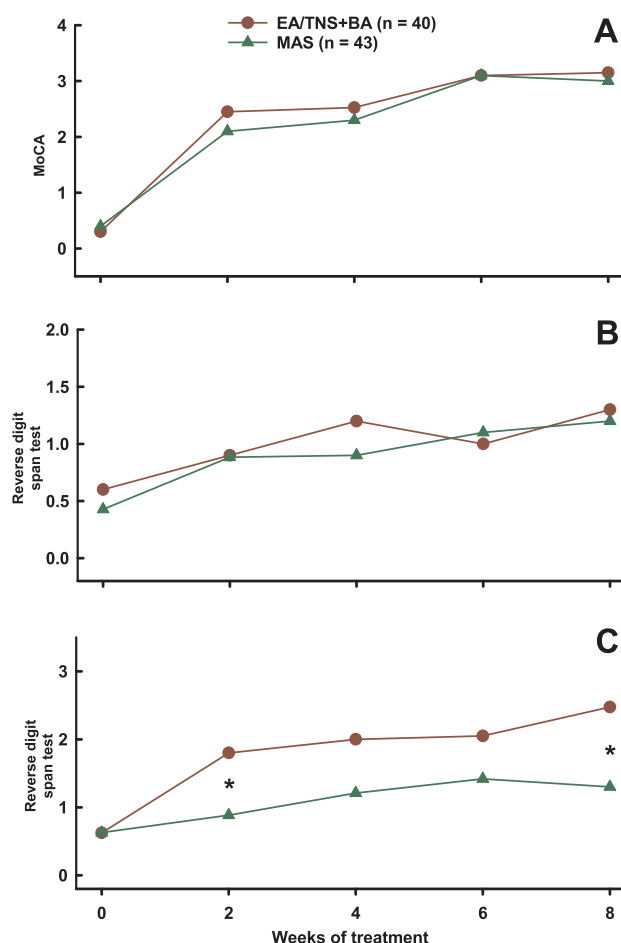 EA/TNS+BA (n = 40)
MAS (n = 43)
A
4
3
2
1
0
MoCA
B
2.0
1.5
1.0
0.5
0.0
Reverse digit
span test
C
3
2
1
0
Reverse digit
span test
*
*
0 2 4 6 8
Weeks of treatment